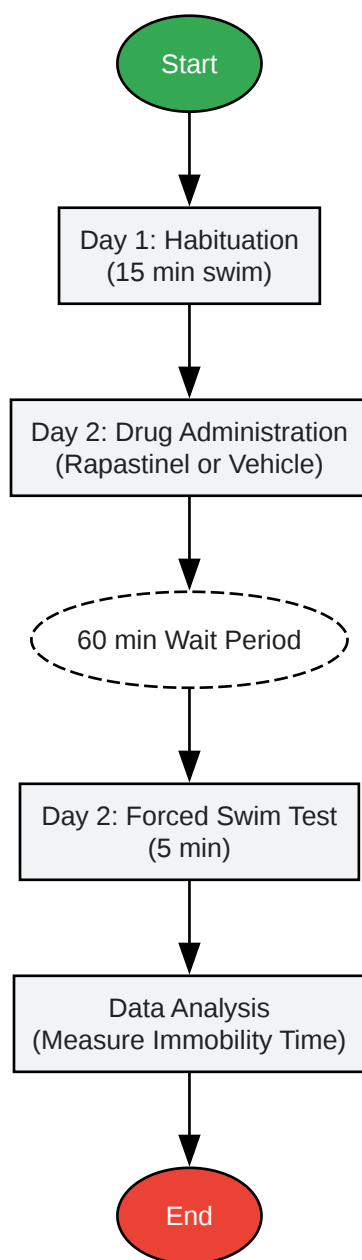 Start
Day 1: Habituation
(15 min swim)
Day 2: Drug Administration
(Rapastinel or Vehicle)
60 min Wait Period
Day 2: Forced Swim Test
(5 min)
Data Analysis
(Measure Immobility Time)
End